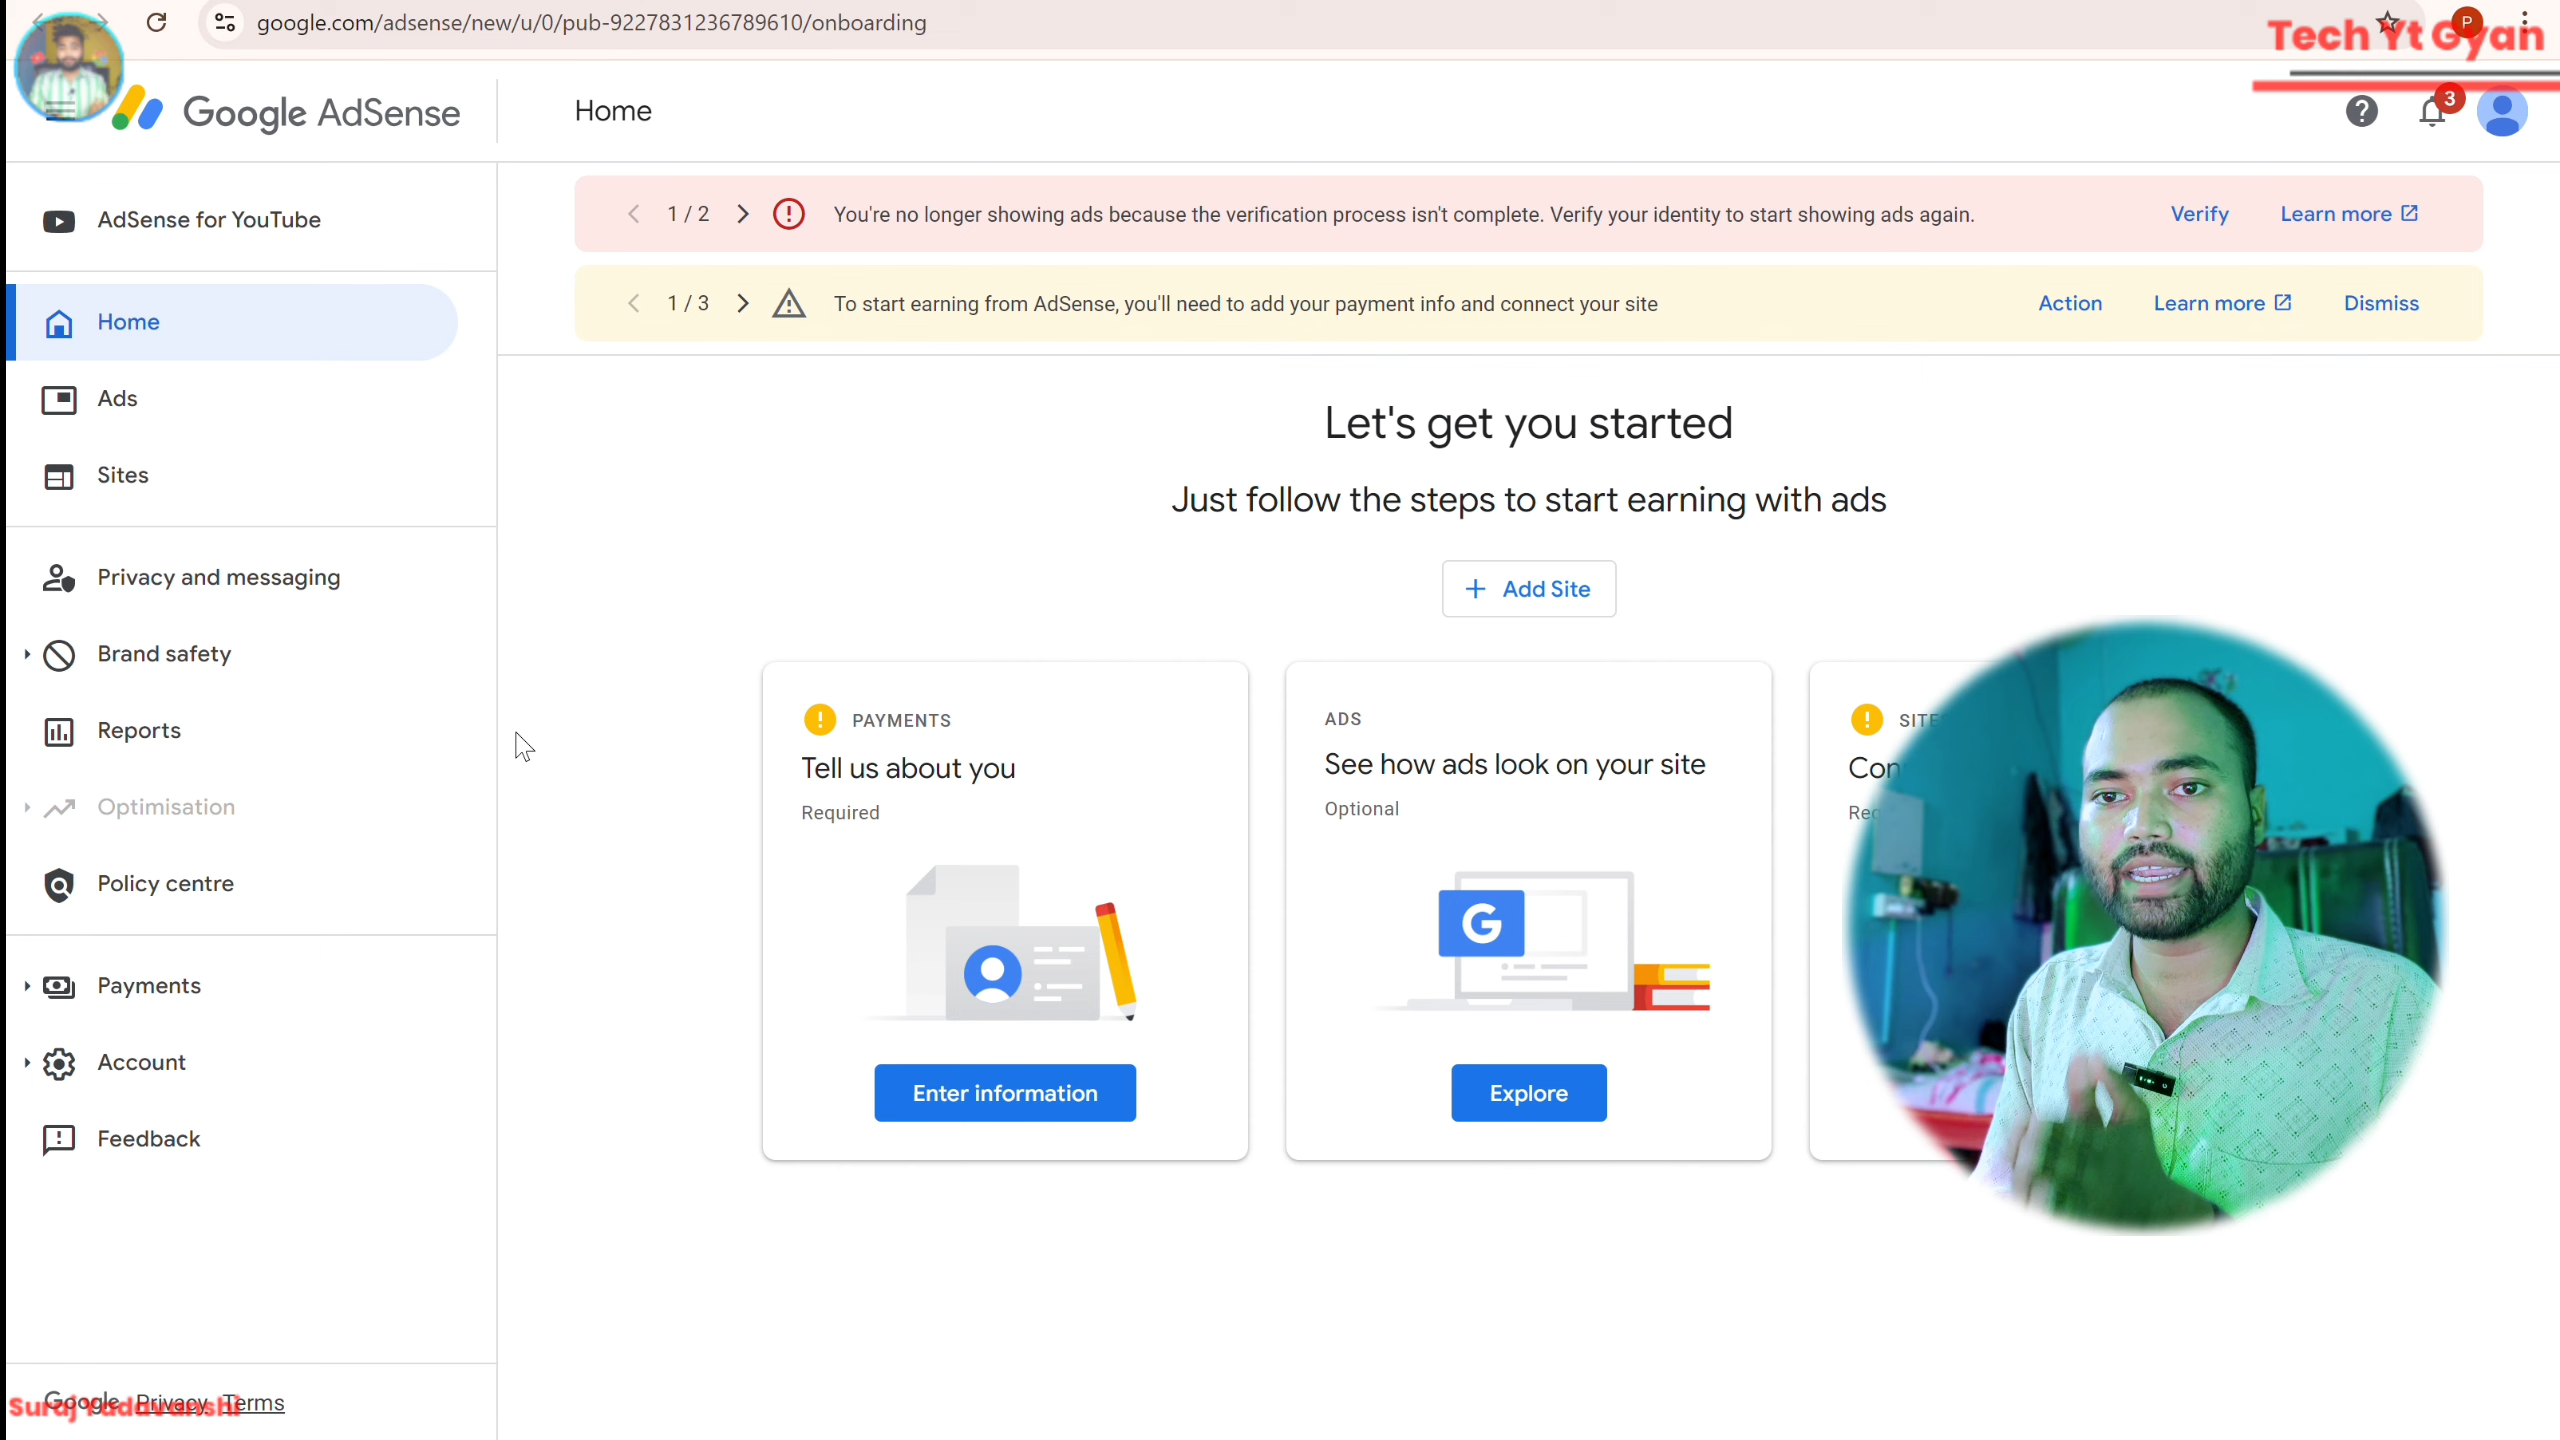 google.com/adsense/new/u/0/pub-9227831236789610/onboarding
P
Tech Yt Gyan
Google AdSense
Home
3
AdSense for YouTube
Home
Ads
Sites
Privacy and messaging
Brand safety
Reports
Optimisation
Policy centre
Payments
Account
Feedback
Google Privacy Terms
Suraj Yadavanshi
1 / 2 You're no longer showing ads because the verification process isn't complete. Verify your identity to start showing ads again. Verify Learn more
1 / 3 To start earning from AdSense, you'll need to add your payment info and connect your site Action Learn more Dismiss
Let's get you started
Just follow the steps to start earning with ads
+ Add Site
PAYMENTS
Tell us about you
Required
Enter information
ADS
See how ads look on your site
Optional
G
Explore